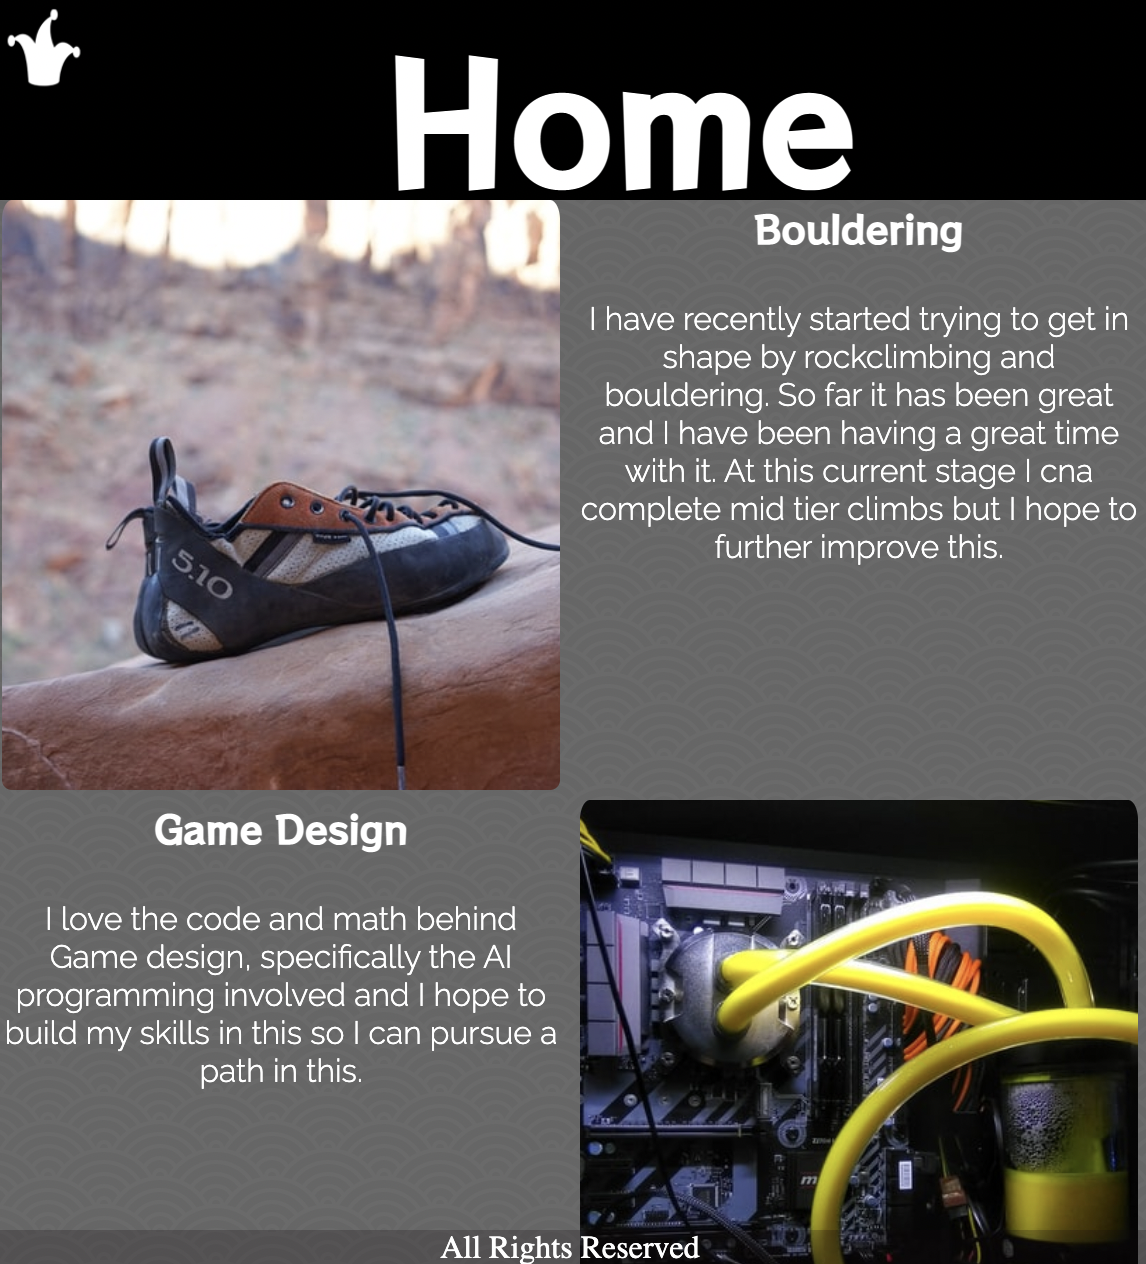 Home
Bouldering
I have recently started trying to get in
shape by rockclimbing and
bouldering. So far it has been great
and I have been having a great time
with it. At this current stage I cna
complete mid tier climbs but I hope to
further improve this.
5.10
Game Design
I love the code and math behind
Game design, specifically the AI
programming involved and I hope to
build my skills in this so I can pursue a
path in this.
All Rights Reserved